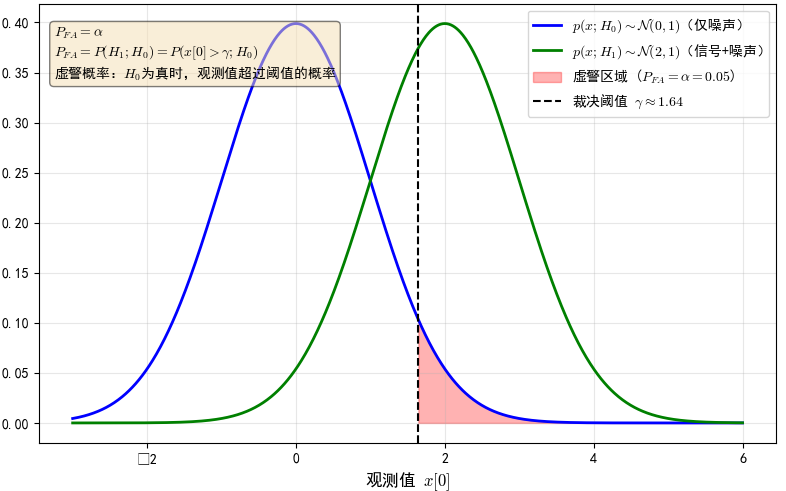 P_{FA} = α
P_{FA} = P(H_1; H_0) = P(x[0] > γ; H_0)
虚警概率：H_0为真时，观测值超过阈值的概率
p(x; H_0) ~ 𝒩(0, 1)（仅噪声）
p(x; H_1) ~ 𝒩(2, 1)（信号+噪声）
虚警区域（P_{FA} = α = 0.05）
裁决阈值 γ ≈ 1.64
0.40
0.35
0.30
0.25
0.20
0.15
0.10
0.05
0.00
□2
0
2
4
6
观测值 x[0]